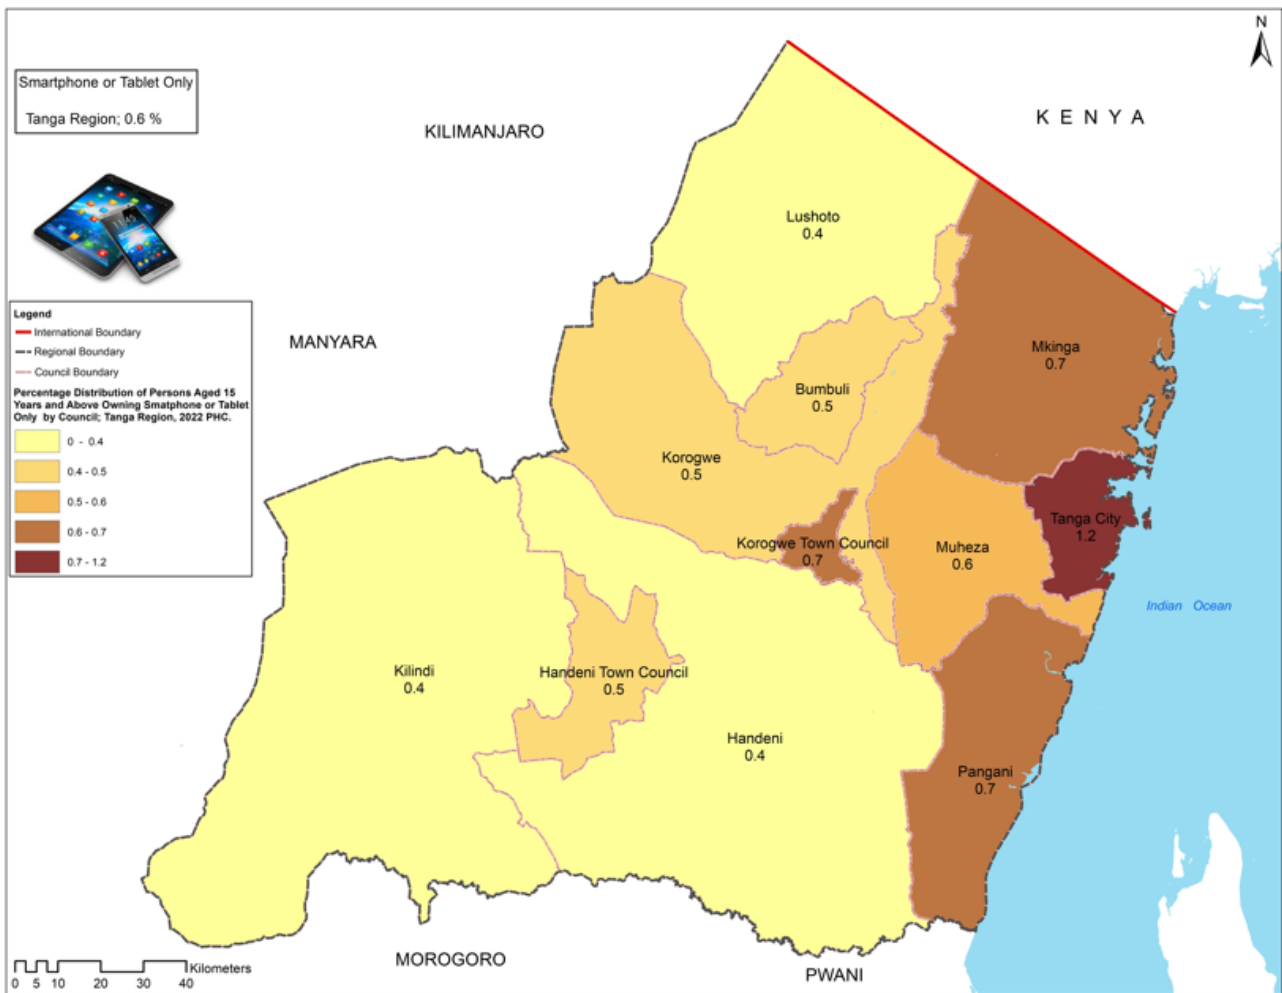 N
Smartphone or Tablet Only
Tanga Region; 0.6 %
KILIMANJARO
KENYA
Lushoto
0.4
Legend
International Boundary
Regional Boundary
Council Boundary
Percentage Distribution of Persons Aged 15
Years and Above Owning Smatphone or Tablet
Only by Council; Tanga Region, 2022 PHC.
0 - 0.4
0.4 - 0.5
0.5 - 0.6
0.6 - 0.7
0.7 - 1.2
MANYARA
Mkinga
0.7
Bumbuli
0.5
Korogwe
0.5
Tanga City
1.2
Korogwe Town Council
0.7
Muheza
0.6
Indian Ocean
Kilindi
0.4
Handeni Town Council
0.5
Handeni
0.4
Pangani
0.7
MOROGORO
PWANI
Kilometers
0 5 10 20 30 40